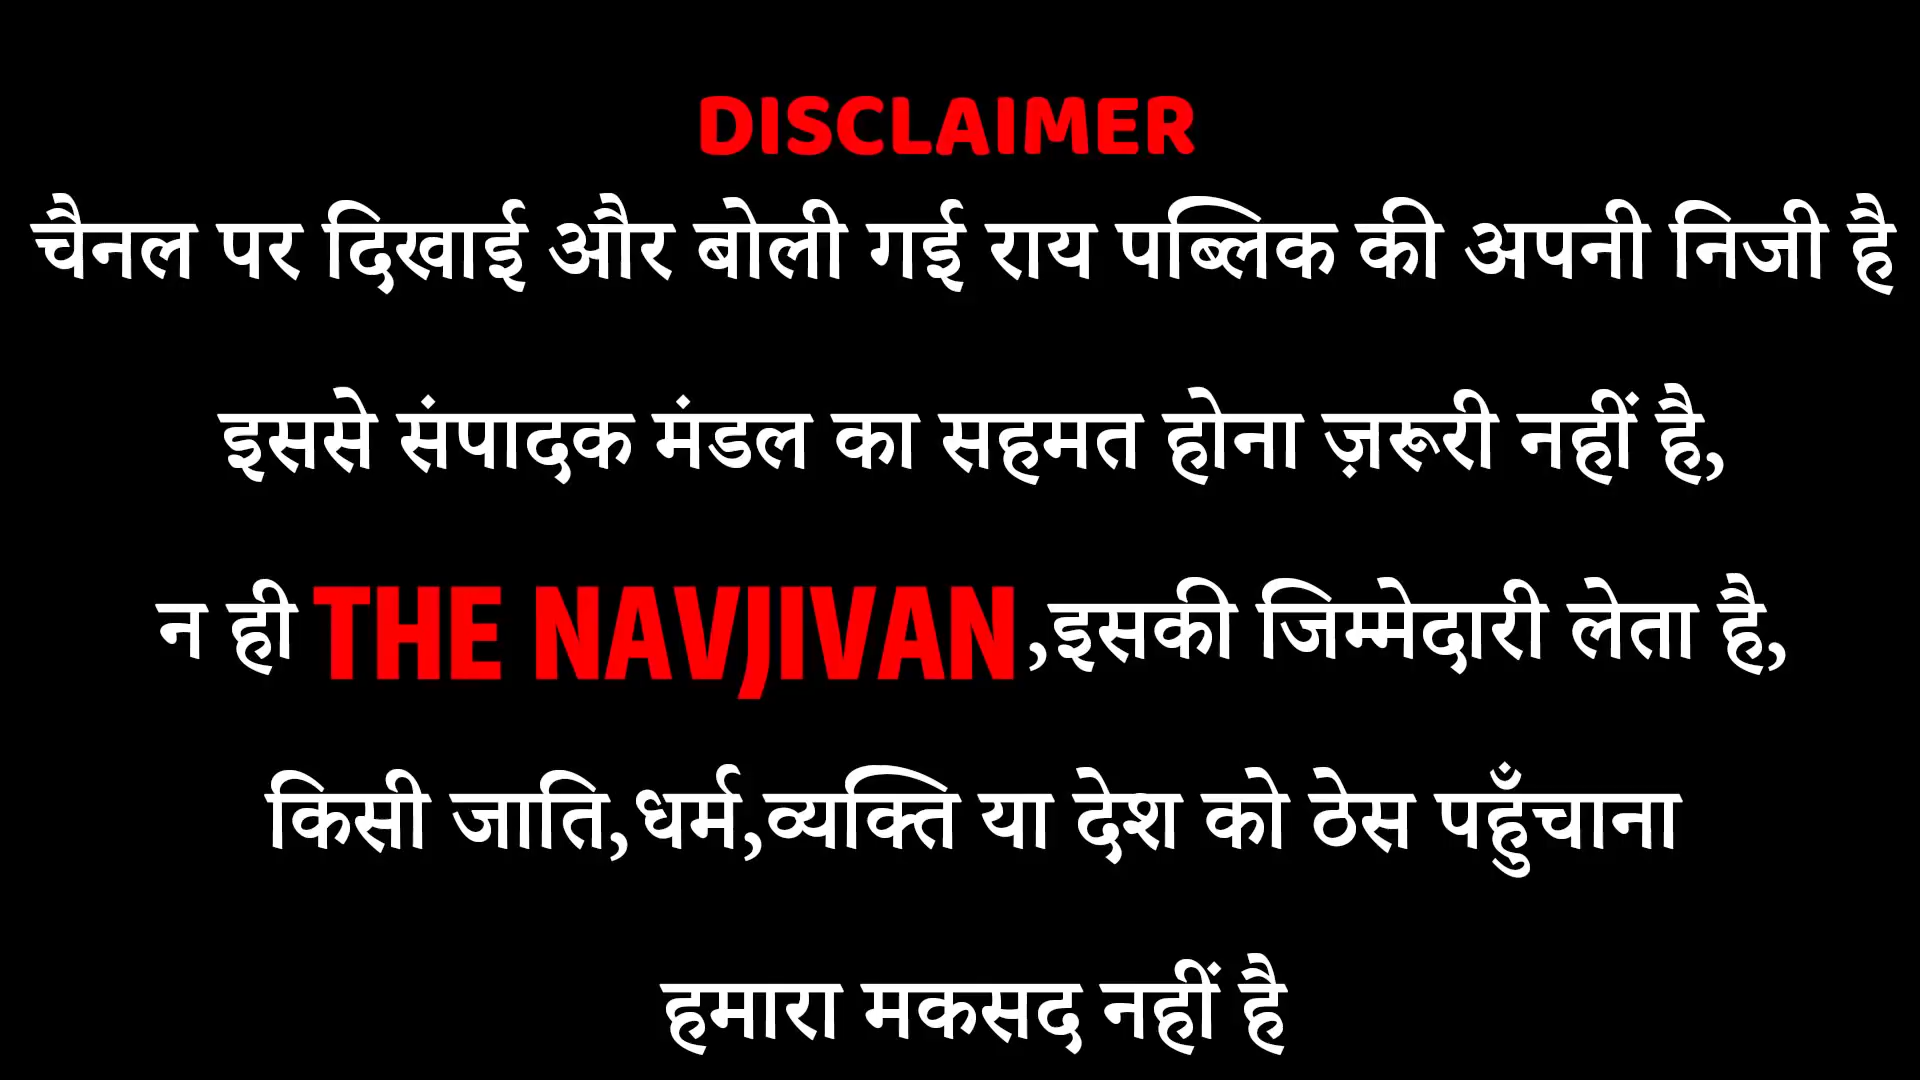 DISCLAIMER
चैनल पर दिखाई और बोली गई राय पब्लिक की अपनी निजी है
इससे संपादक मंडल का सहमत होना ज़रूरी नहीं है,
न ही THE NAVJIVAN ,इसकी जिम्मेदारी लेता है,
किसी जाति,धर्म,व्यक्ति या देश को ठेस पहुँचाना
हमारा मकसद नहीं है